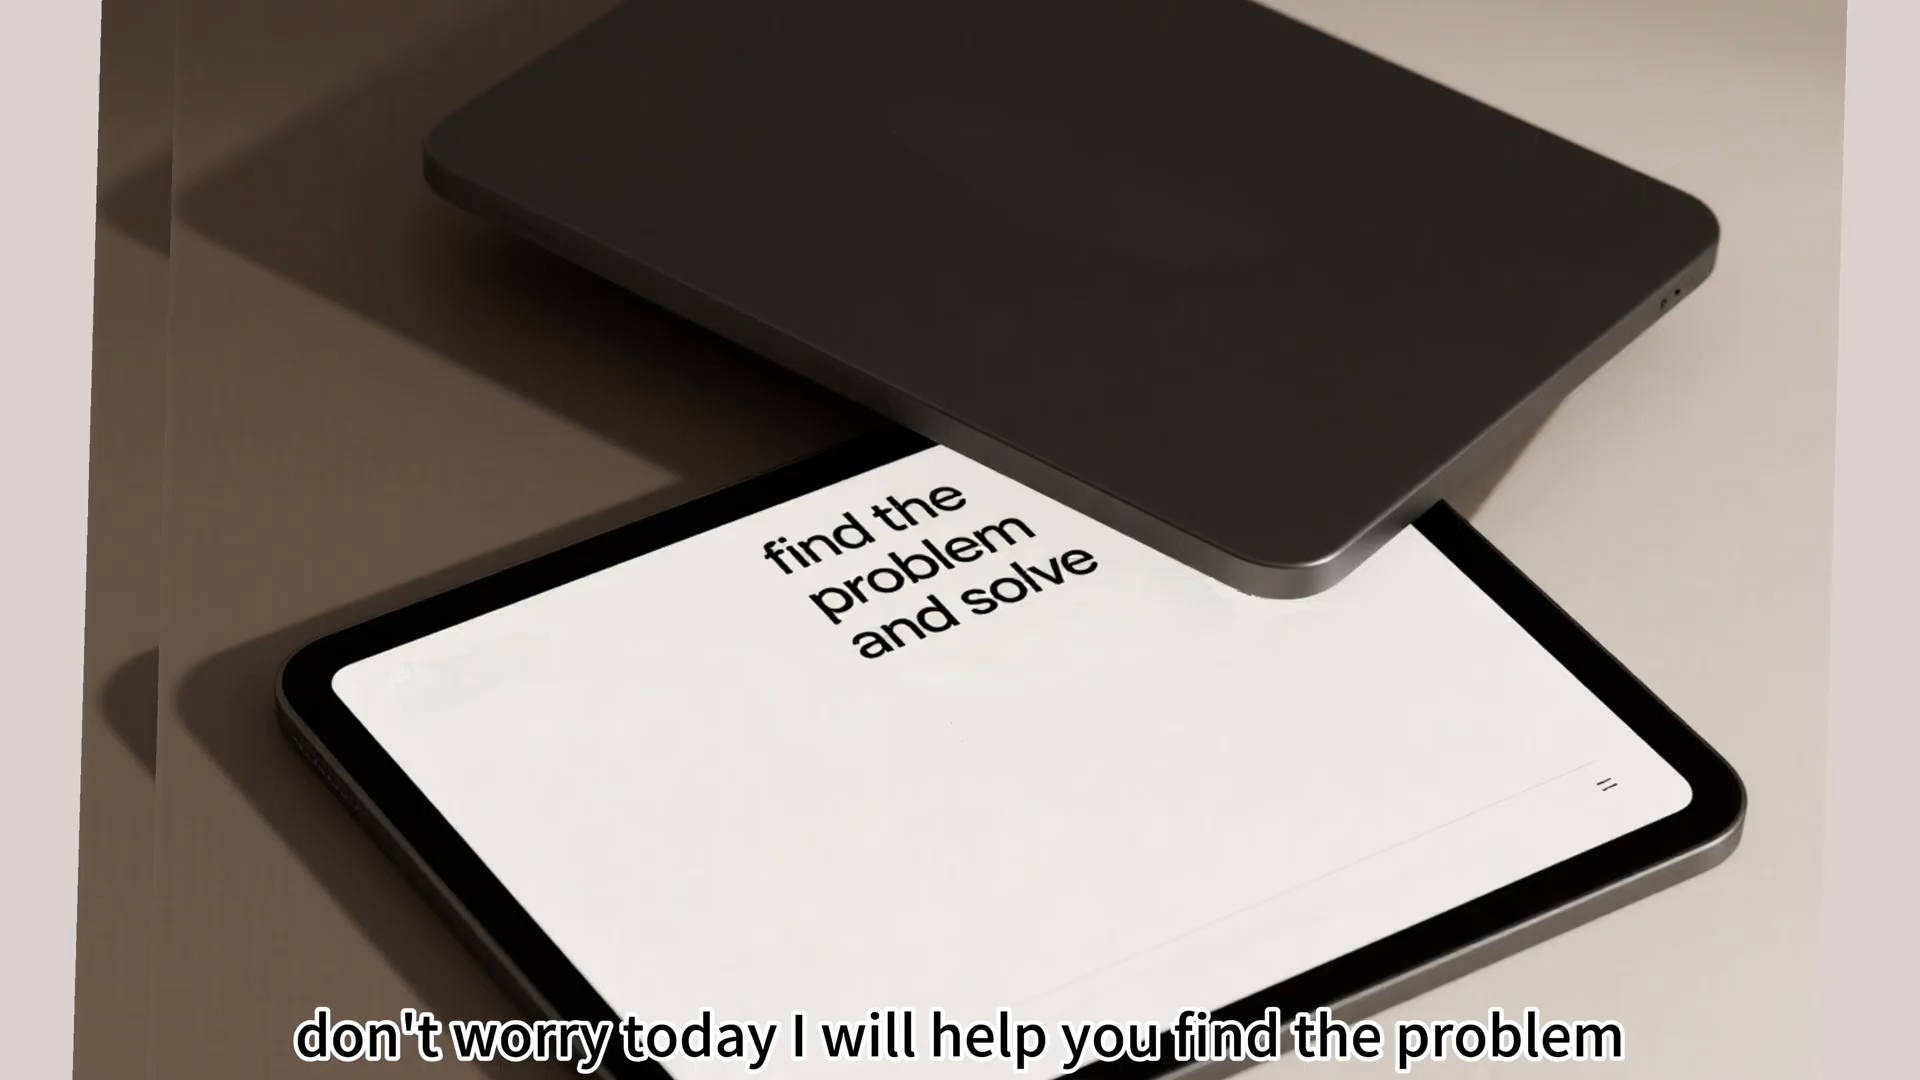 find the
problem
and solve
don't worry today I will help you find the problem